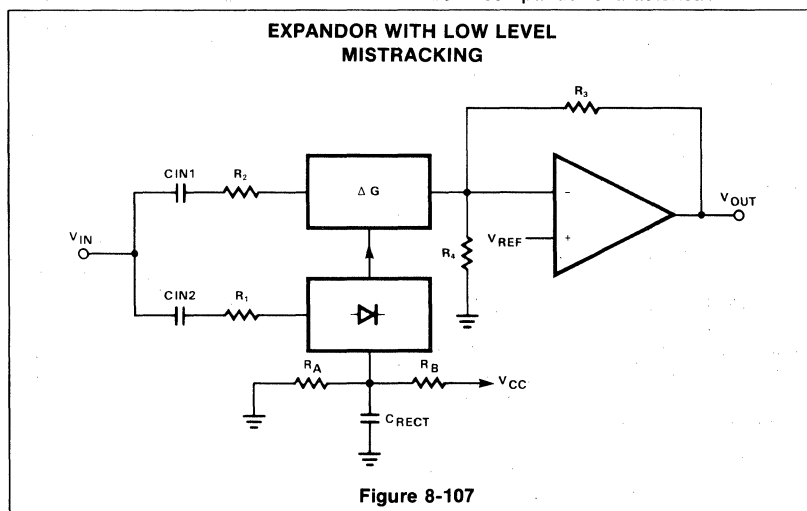 EXPANDOR WITH LOW LEVEL
MISTRACKING
R₃
CIN1
R₂
Δ G
−
VOUT
VIN
VREF
+
R₄
CIN2
R₁
RA
RB
VCC
CRECT
Figure 8-107